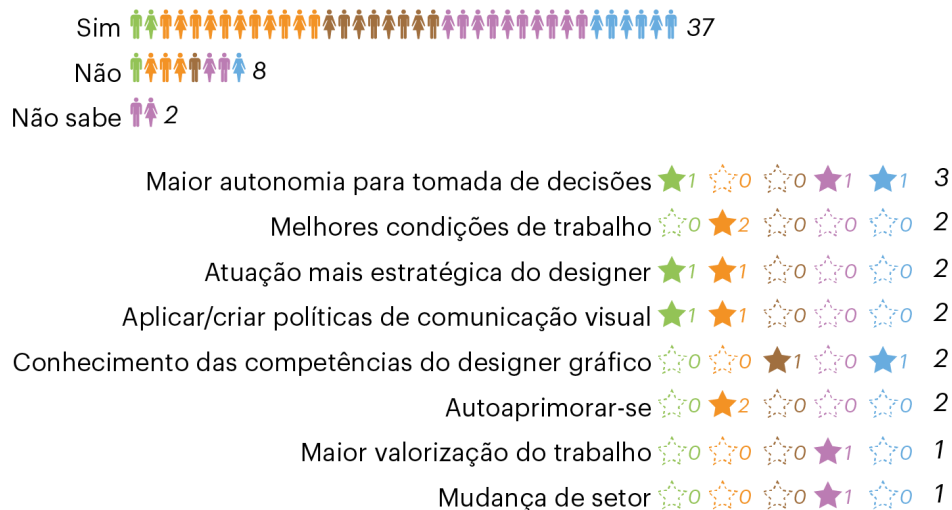 Sim 37
Não 8
Não sabe 2
Maior autonomia para tomada de decisões 1 0 0 1 1 3
Melhores condições de trabalho 0 2 0 0 0 2
Atuação mais estratégica do designer 1 1 0 0 0 2
Aplicar/criar políticas de comunicação visual 1 1 0 0 0 2
Conhecimento das competências do designer gráfico 0 0 1 0 1 2
Autoaprimorar-se 0 2 0 0 0 2
Maior valorização do trabalho 0 0 0 1 0 1
Mudança de setor 0 0 0 1 0 1